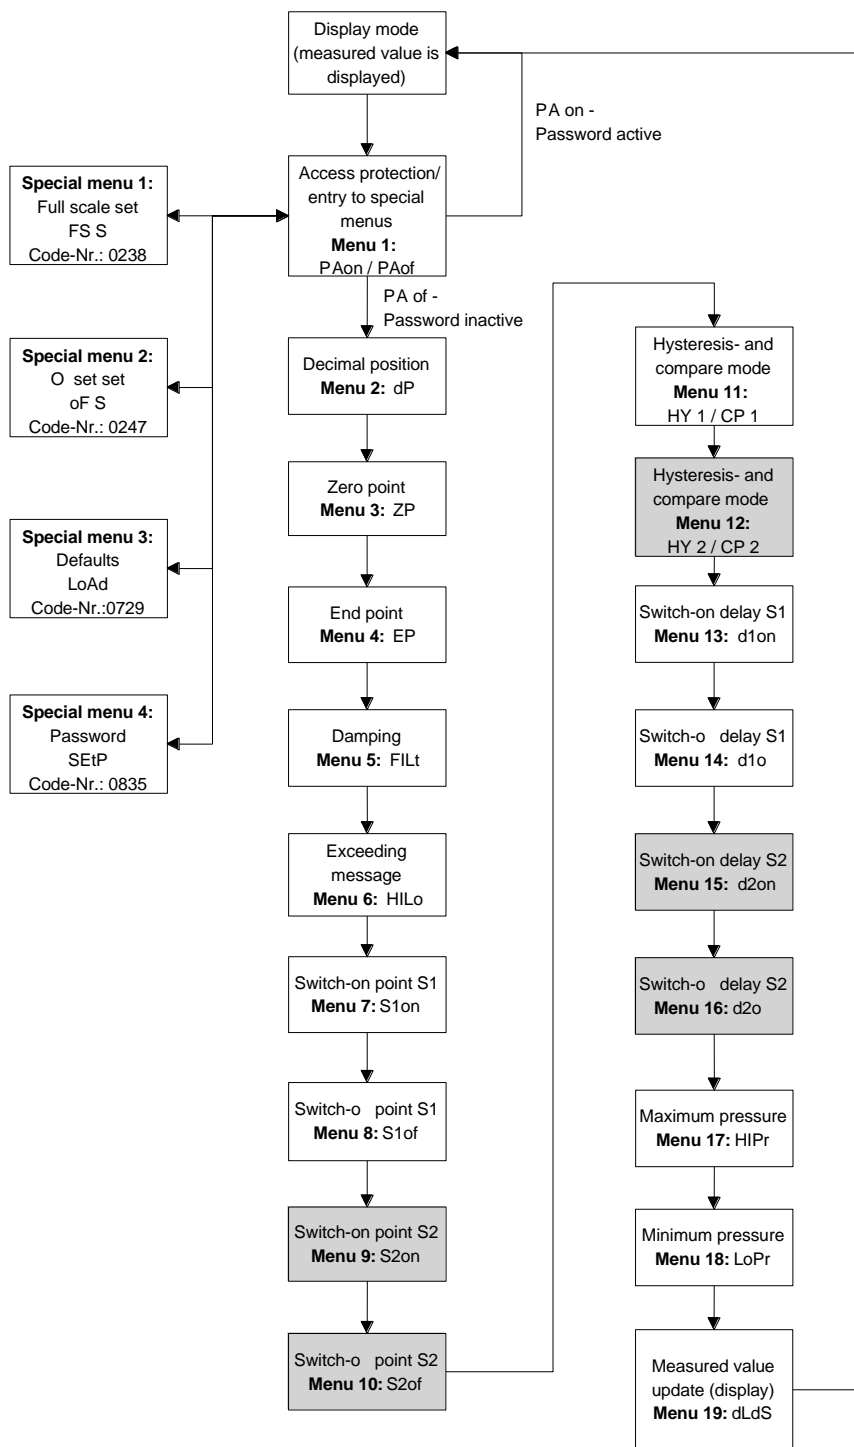 Display mode
(measured value is
displayed)
PA on -
Password active
Access protection/
entry to special
menus
Menu 1:
PAon / PAof
PA of -
Password inactive
Special menu 1:
Full scale set
FS S
Code-Nr.: 0238
Special menu 2:
O set set
oF S
Code-Nr.: 0247
Special menu 3:
Defaults
LoAd
Code-Nr.:0729
Special menu 4:
Password
SEtP
Code-Nr.: 0835
Decimal position
Menu 2: dP
Zero point
Menu 3: ZP
End point
Menu 4: EP
Damping
Menu 5: FILt
Exceeding
message
Menu 6: HILo
Switch-on point S1
Menu 7: S1on
Switch-o point S1
Menu 8: S1of
Switch-on point S2
Menu 9: S2on
Switch-o point S2
Menu 10: S2of
Hysteresis- and
compare mode
Menu 11:
HY 1 / CP 1
Hysteresis- and
compare mode
Menu 12:
HY 2 / CP 2
Switch-on delay S1
Menu 13: d1on
Switch-o delay S1
Menu 14: d1o
Switch-on delay S2
Menu 15: d2on
Switch-o delay S2
Menu 16: d2o
Maximum pressure
Menu 17: HIPr
Minimum pressure
Menu 18: LoPr
Measured value
update (display)
Menu 19: dLdS